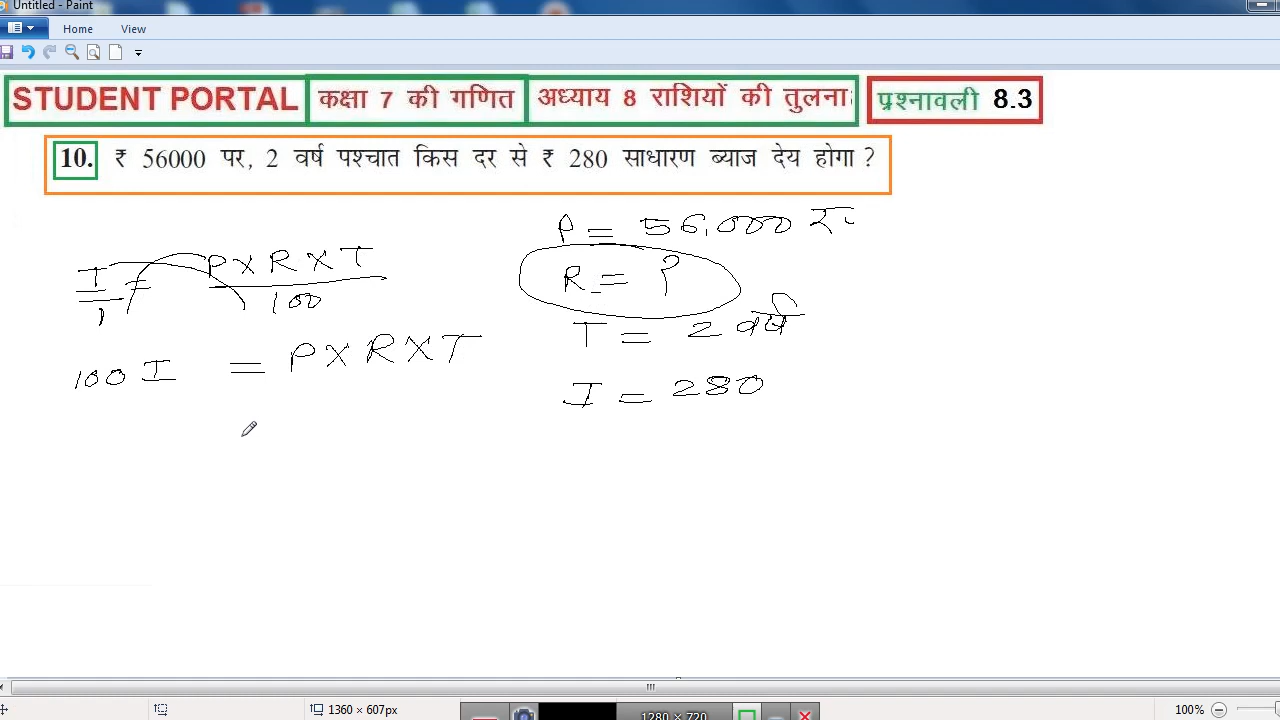 Untitled - Paint
Home View
STUDENT PORTAL कक्षा 7 की गणित अध्याय 8 राशियों की तुलना प्रश्नावली 8.3
10. ₹ 56000 पर, 2 वर्ष पश्चात किस दर से ₹ 280 साधारण ब्याज देय होगा ?
P = 56,000 रु
I/1 = P×R×T/100
R = ?
T = 2 वर्ष
100 I = P×R×T
I = 280
1360 × 607px
1280 × 720
100%